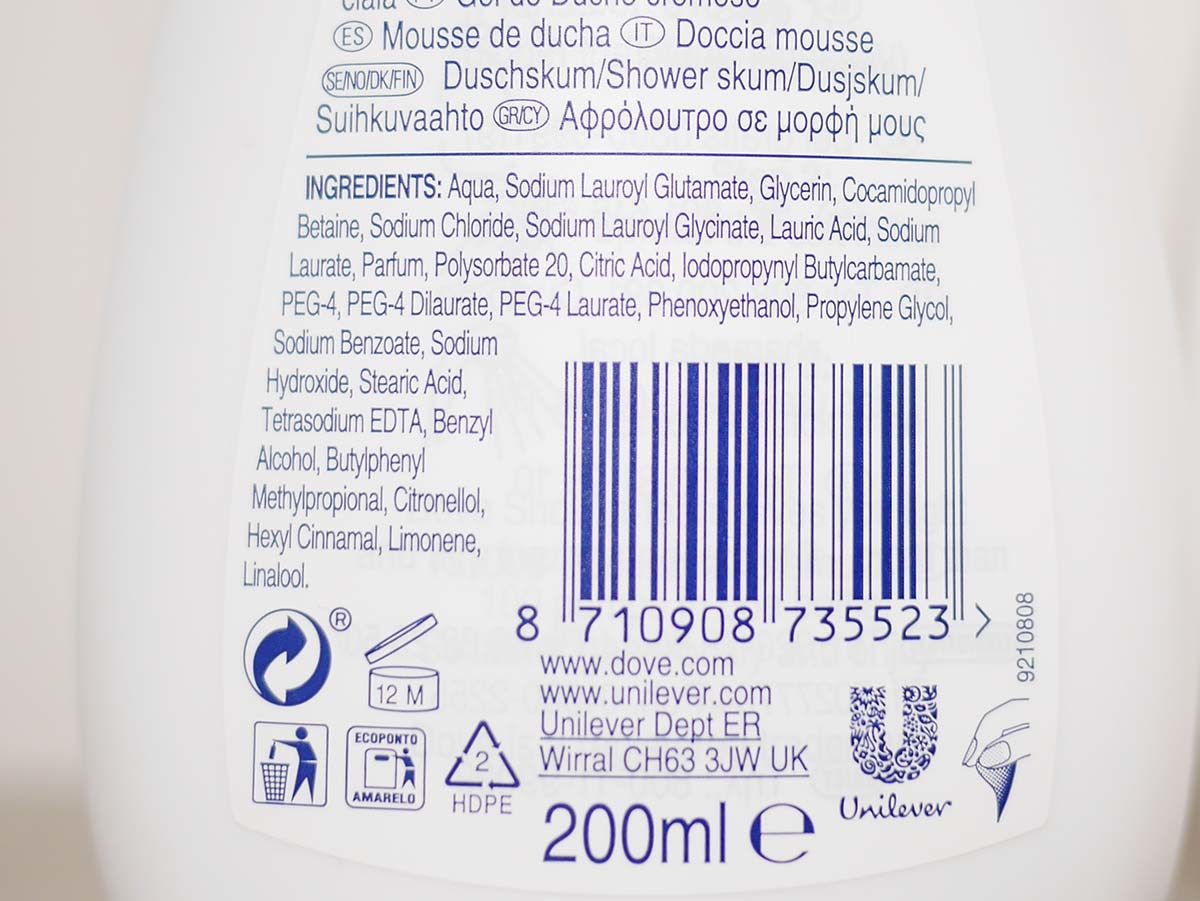 ES Mousse de ducha IT Doccia mousse
SE/NO/DK/FIN Duschskum/Shower skum/Dusjskum/
Suihkuvaahto GR/CY Αφρόλουτρο σε μορφή μους
INGREDIENTS: Aqua, Sodium Lauroyl Glutamate, Glycerin, Cocamidopropyl
Betaine, Sodium Chloride, Sodium Lauroyl Glycinate, Lauric Acid, Sodium
Laurate, Parfum, Polysorbate 20, Citric Acid, Iodopropynyl Butylcarbamate,
PEG-4, PEG-4 Dilaurate, PEG-4 Laurate, Phenoxyethanol, Propylene Glycol,
Sodium Benzoate, Sodium
Hydroxide, Stearic Acid,
Tetrasodium EDTA, Benzyl
Alcohol, Butylphenyl
Methylpropional, Citronellol,
Hexyl Cinnamal, Limonene,
Linalool.
8 710908 735523 >
9210808
®
12 M
www.dove.com
www.unilever.com
Unilever Dept ER
Wirral CH63 3JW UK
ECOPONTO
AMARELO
2
HDPE
Unilever
200ml e